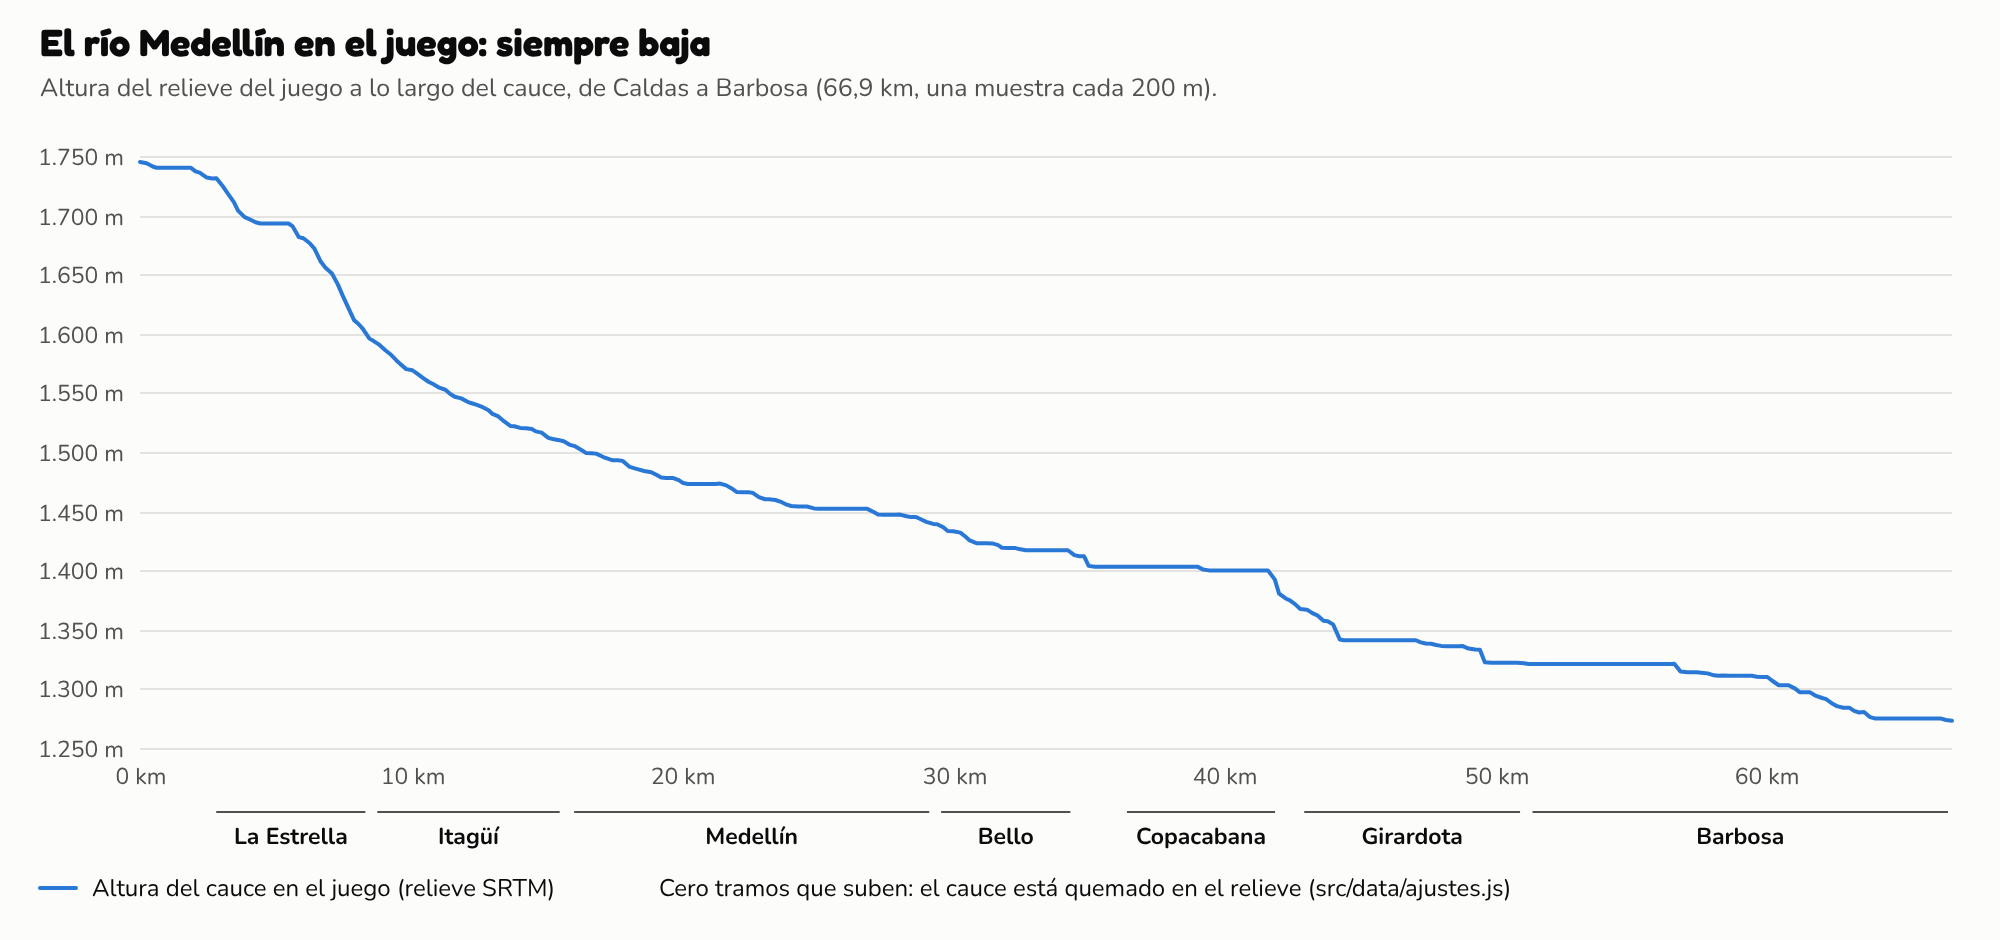 El río Medellín en el juego: siempre baja
Altura del relieve del juego a lo largo del cauce, de Caldas a Barbosa (66,9 km, una muestra cada 200 m).
1.750 m
1.700 m
1.650 m
1.600 m
1.550 m
1.500 m
1.450 m
1.400 m
1.350 m
1.300 m
1.250 m
0 km 10 km 20 km 30 km 40 km 50 km 60 km
La Estrella Itagüí Medellín Bello Copacabana Girardota Barbosa
Altura del cauce en el juego (relieve SRTM) Cero tramos que suben: el cauce está quemado en el relieve (src/data/ajustes.js)